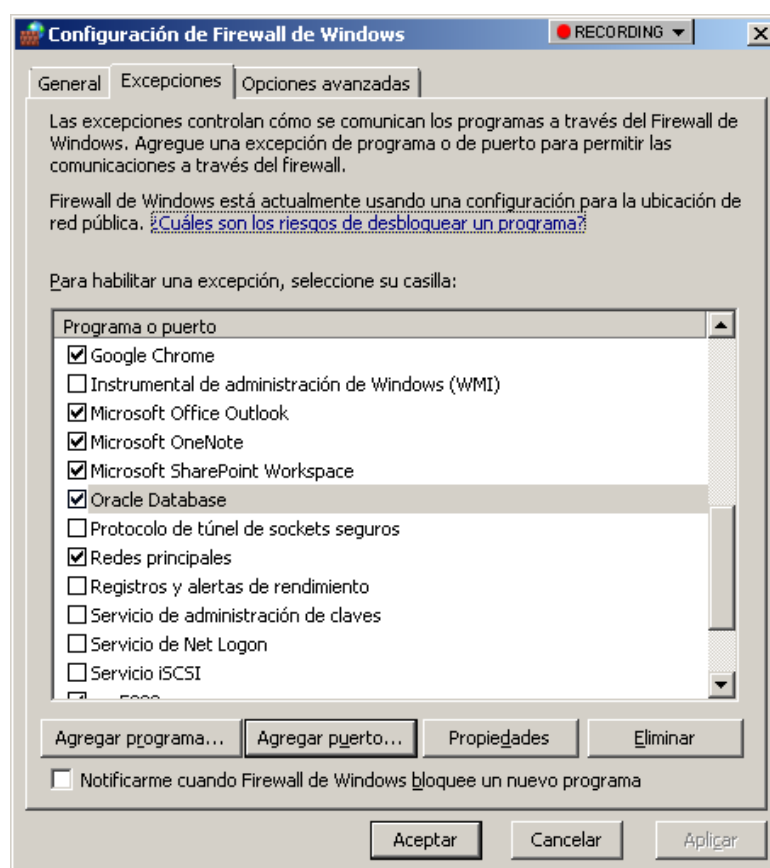 Configuración de Firewall de Windows
RECORDING
General Excepciones Opciones avanzadas
Las excepciones controlan cómo se comunican los programas a través del Firewall de
Windows. Agregue una excepción de programa o de puerto para permitir las
comunicaciones a través del firewall.
Firewall de Windows está actualmente usando una configuración para la ubicación de
red pública. ¿Cuáles son los riesgos de desbloquear un programa?
Para habilitar una excepción, seleccione su casilla:
Programa o puerto
Google Chrome
Instrumental de administración de Windows (WMI)
Microsoft Office Outlook
Microsoft OneNote
Microsoft SharePoint Workspace
Oracle Database
Protocolo de túnel de sockets seguros
Redes principales
Registros y alertas de rendimiento
Servicio de administración de claves
Servicio de Net Logon
Servicio iSCSI
Agregar programa... Agregar puerto... Propiedades Eliminar
Notificarme cuando Firewall de Windows bloquee un nuevo programa
Aceptar Cancelar Aplicar